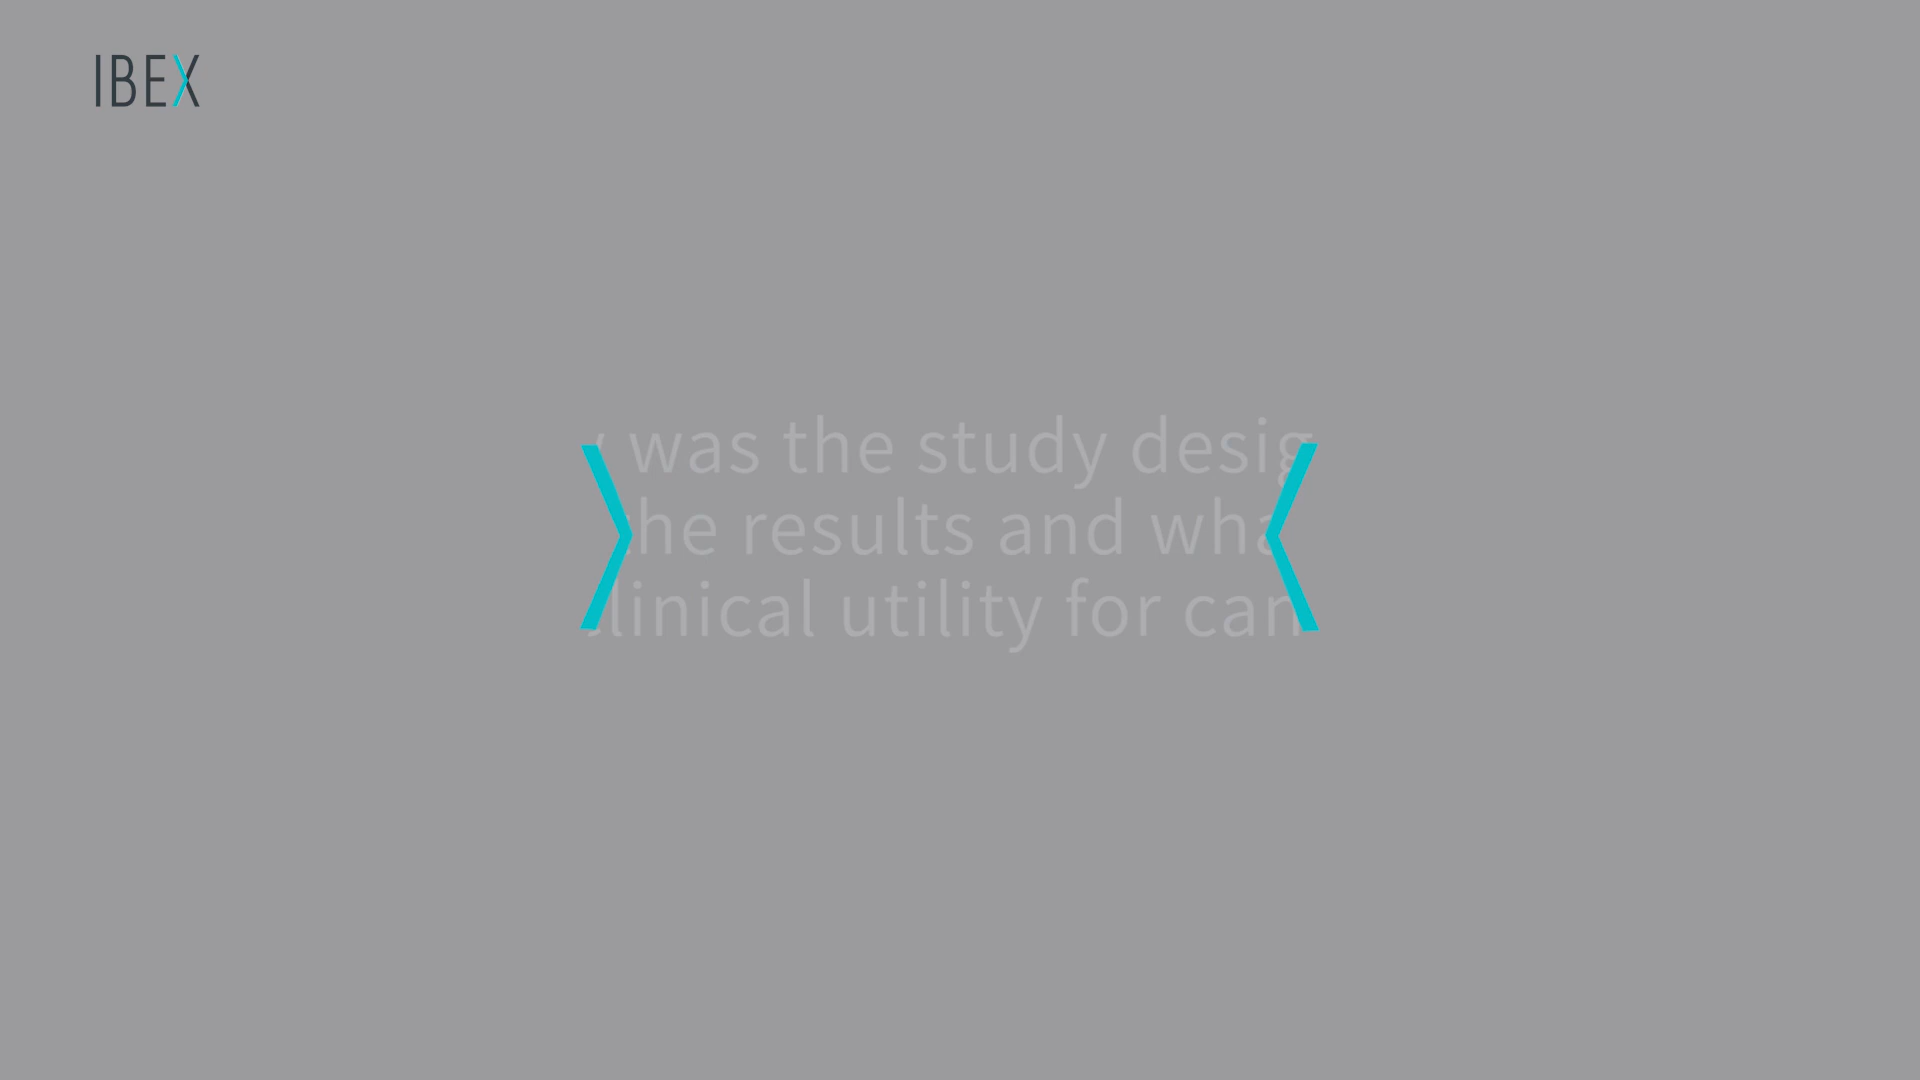 IBEX
was the study desig
he results and wha
linical utility for can